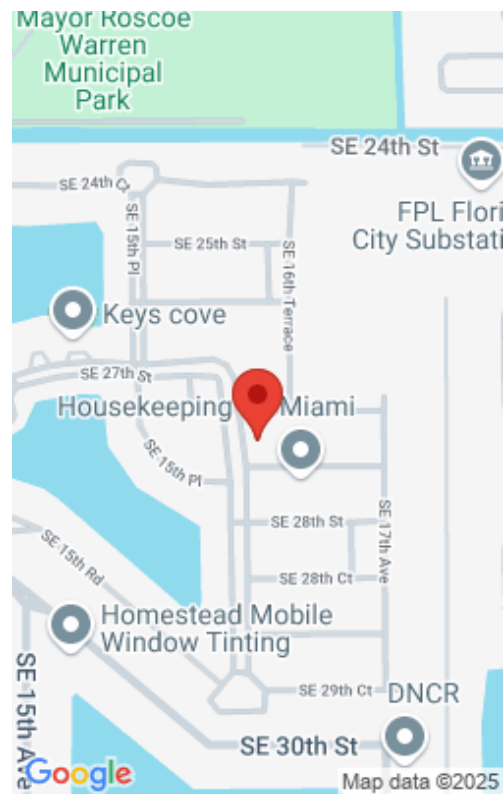 Mayor Roscoe
Warren
Municipal
Park
SE 24th St
SE 24th Ct
FPL Flori
City Substati
SE 15th Pl
SE 25th St
SE 16th Terrace
Keys cove
SE 27th St
Housekeeping
Miami
SE 15th Pl
SE 28th St
SE 17th Ave
SE 15th Rd
SE 28th Ct
Homestead Mobile
Window Tinting
SE 15th Ave
SE 29th Ct
DNCR
SE 30th St
Google
Map data ©2025